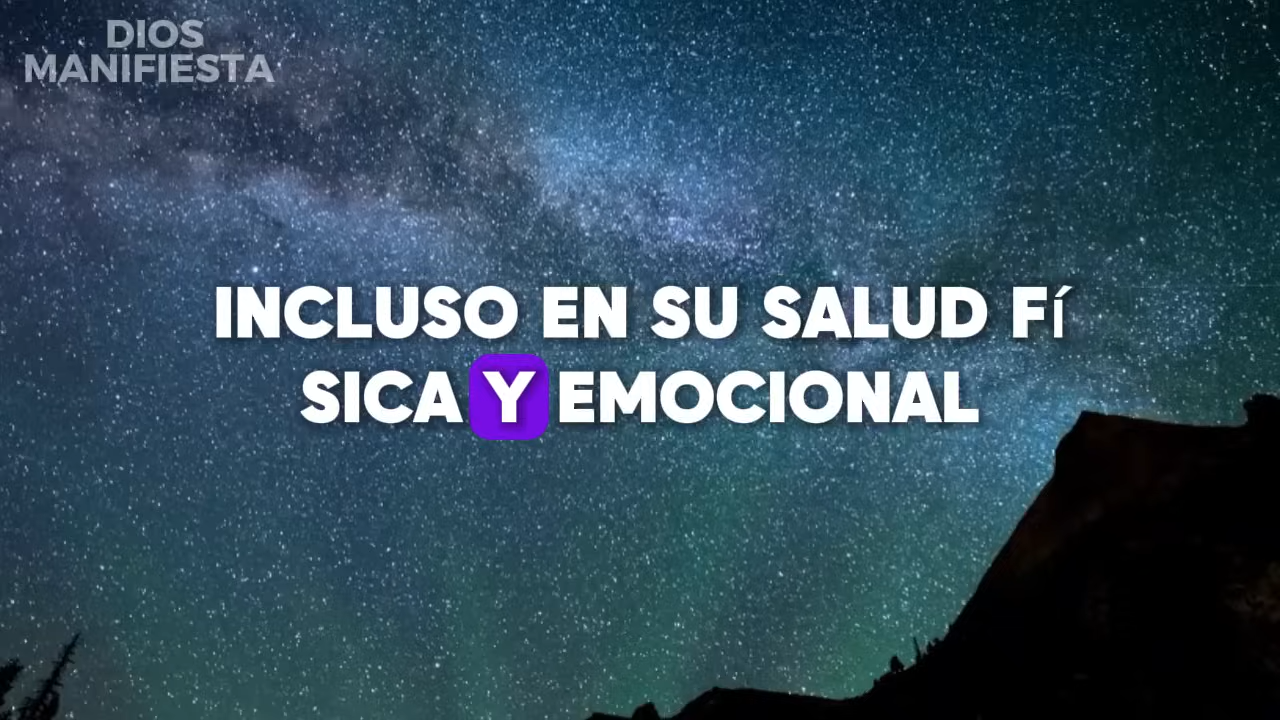 DIOS
MANIFIESTA
INCLUSO EN SU SALUD Fí
SICA Y EMOCIONAL